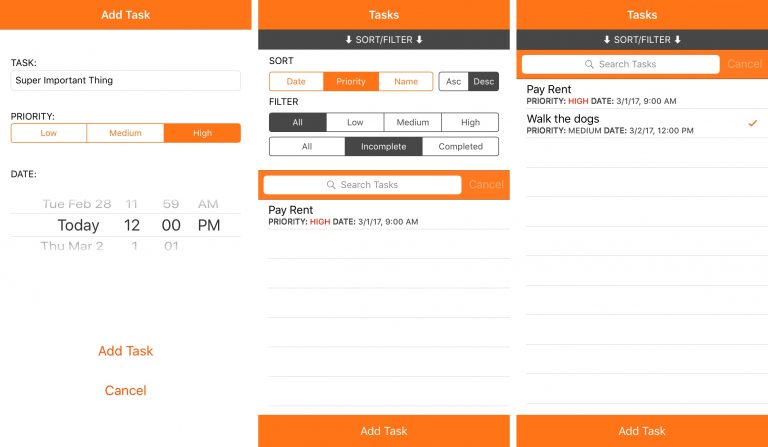 Add Task
TASK:
Super Important Thing
PRIORITY:
Low Medium High
DATE:
Tue Feb 28 11 59 AM
Today 12 00 PM
Thu Mar 2 1 01
Add Task
Cancel
Tasks
⬇ SORT/FILTER ⬇
SORT
Date Priority Name Asc Desc
FILTER
All Low Medium High
All Incomplete Completed
Search Tasks Cancel
Pay Rent
PRIORITY: HIGH DATE: 3/1/17, 9:00 AM
Add Task
Tasks
⬇ SORT/FILTER ⬇
Search Tasks Cancel
Pay Rent
PRIORITY: HIGH DATE: 3/1/17, 9:00 AM
Walk the dogs
PRIORITY: MEDIUM DATE: 3/2/17, 12:00 PM
Add Task